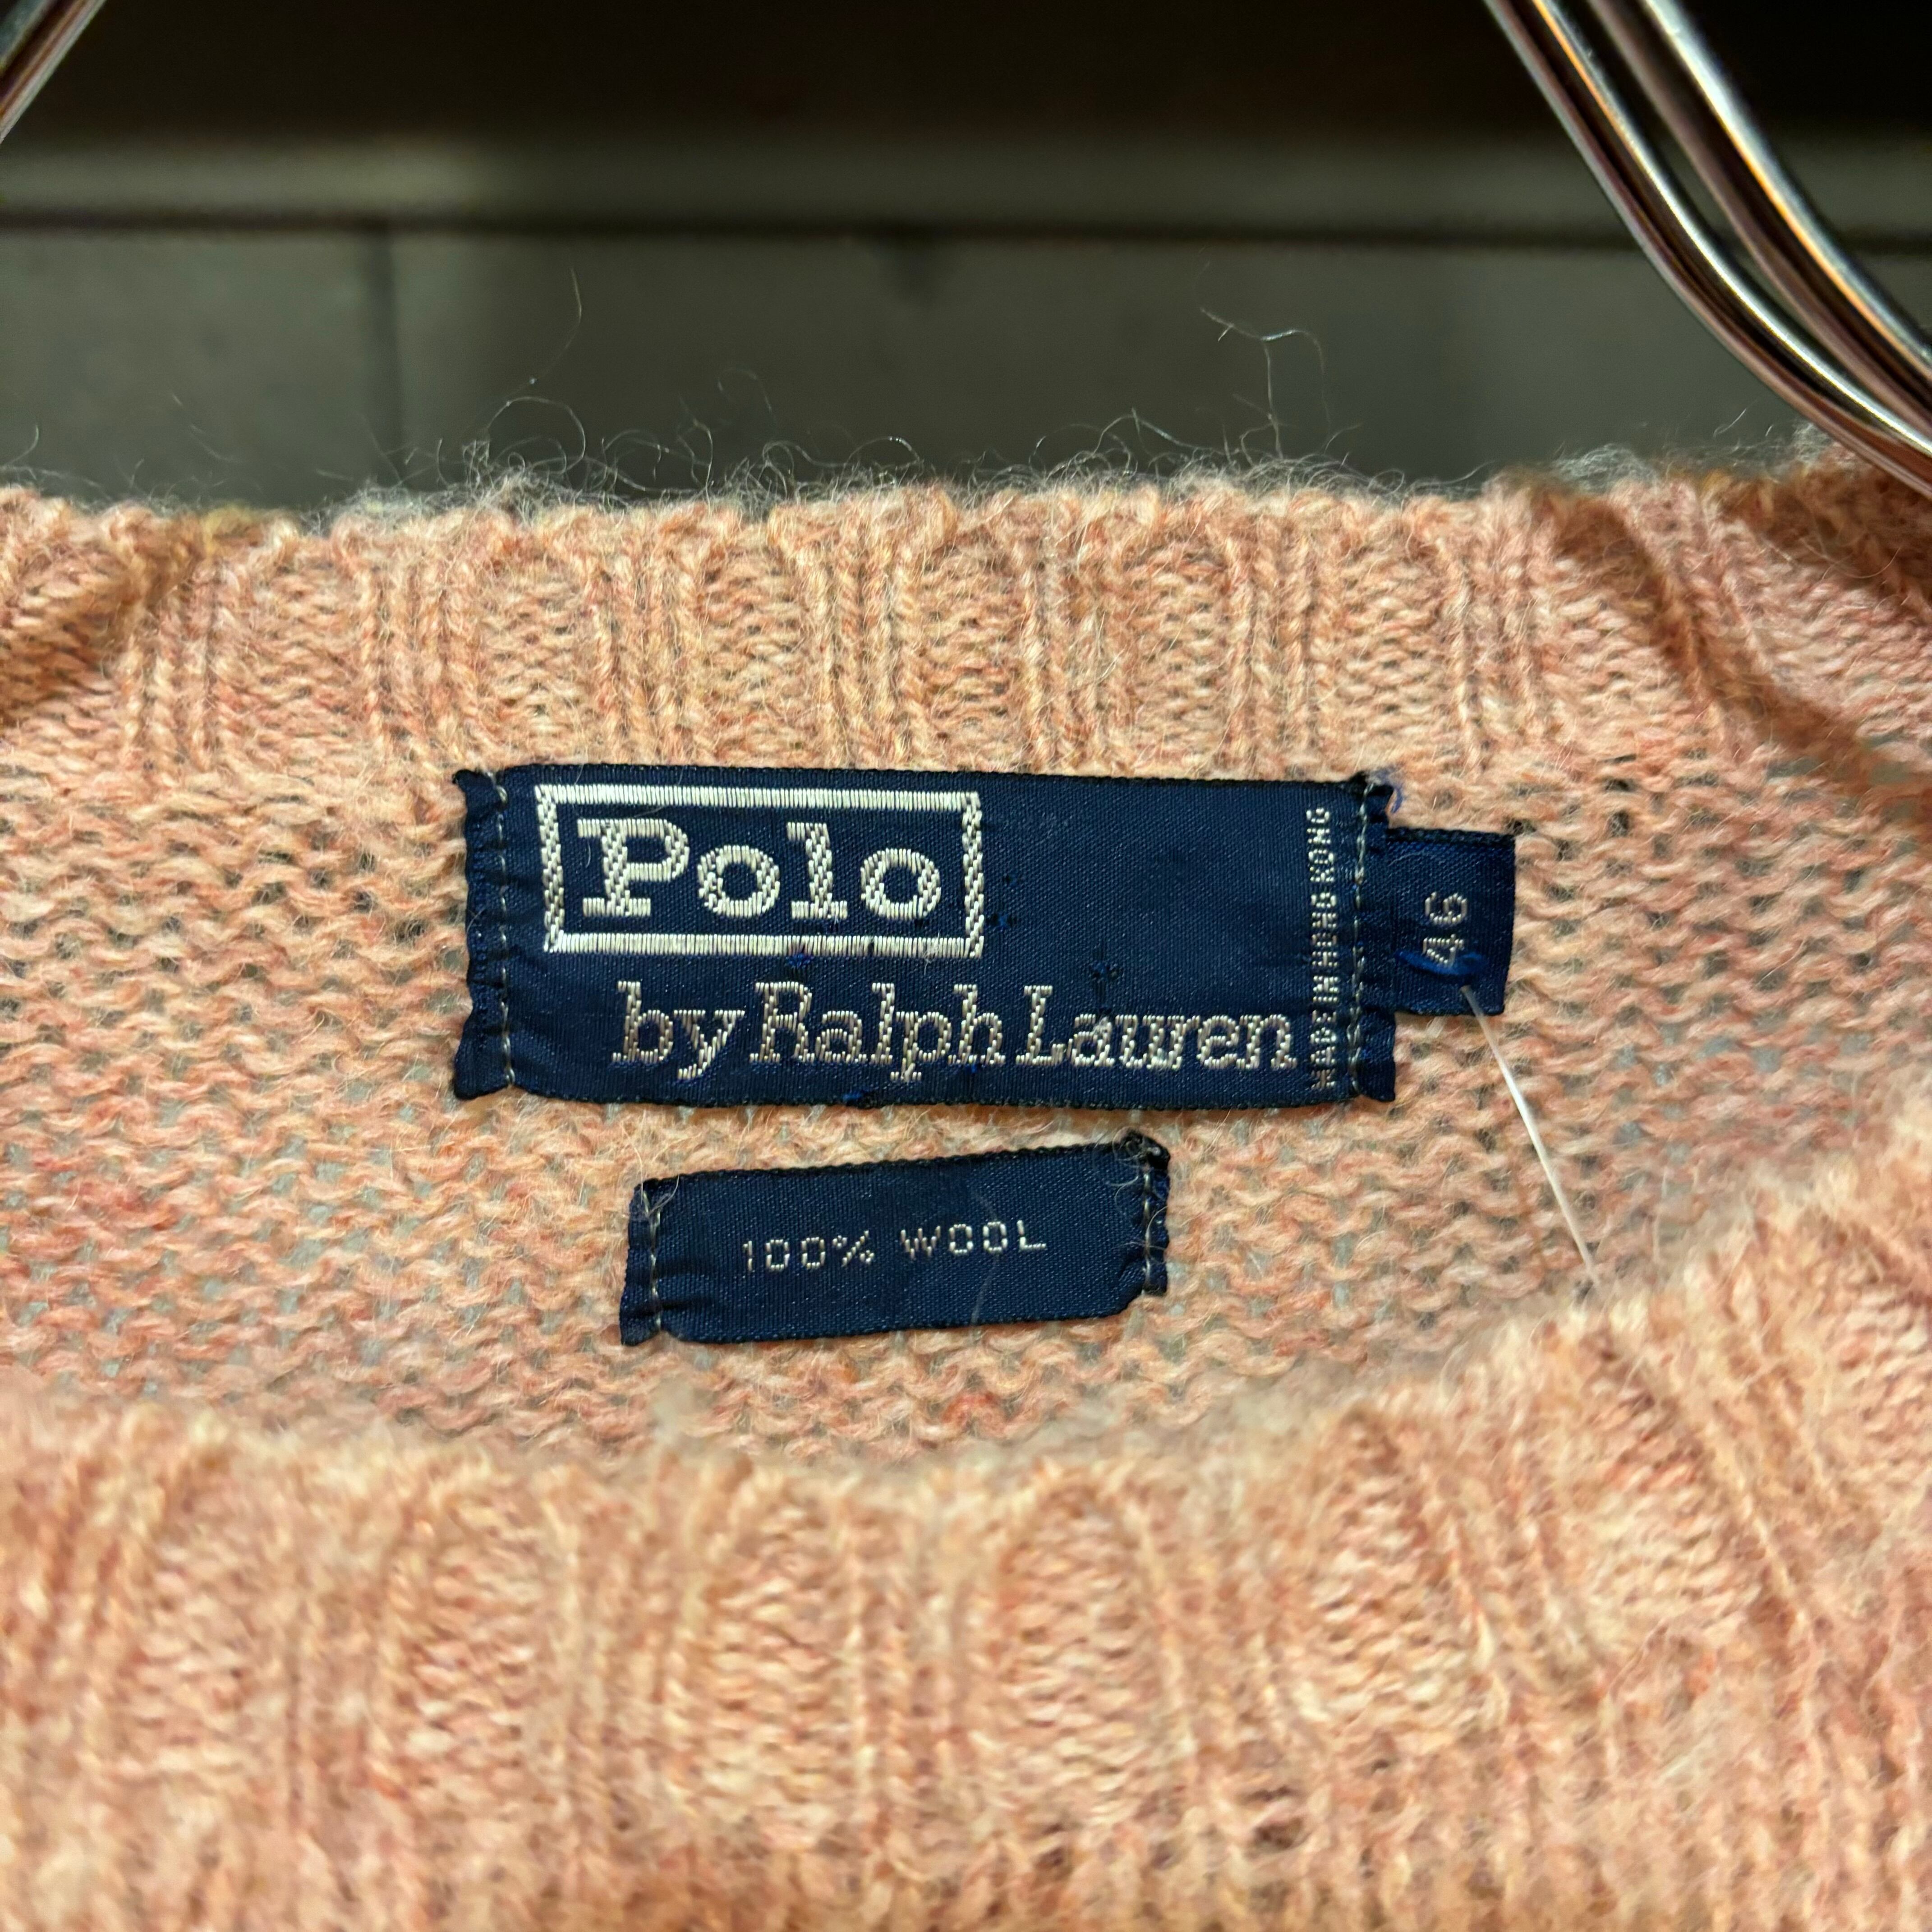 Polo
by Ralph Lauren
MADE IN HONG KONG
46
100% WOOL